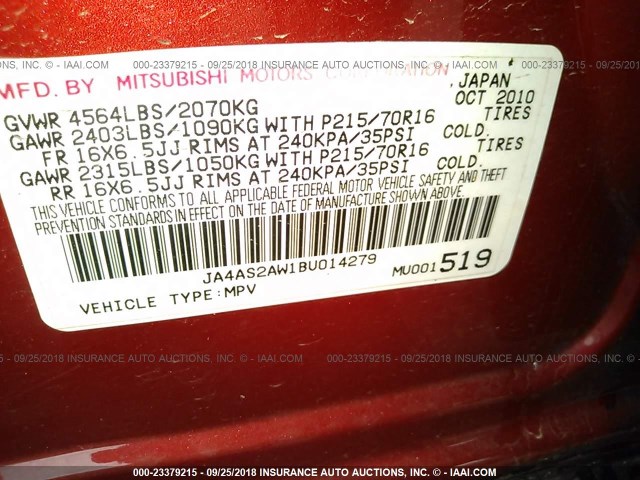 MFD. BY MITSUBISHI MOTORS CORPORATION , JAPAN
OCT 2010
GVWR 4564LBS/2070KG
GAWR 2403LBS/1090KG WITH P215/70R16 TIRES
FR 16X6.5JJ RIMS AT 240KPA/35PSI COLD.
GAWR 2315LBS/1050KG WITH P215/70R16 TIRES
RR 16X6.5JJ RIMS AT 240KPA/35PSI COLD.
THIS VEHICLE CONFORMS TO ALL APPLICABLE FEDERAL MOTOR VEHICLE SAFETY AND THEFT
PREVENTION STANDARDS IN EFFECT ON THE DATE OF MANUFACTURE SHOWN ABOVE.
JA4AS2AW1BU014279 MU001519
VEHICLE TYPE:MPV
000-23379215 - 09/25/2018 INSURANCE AUTO AUCTIONS, INC. - © IAAI.COM